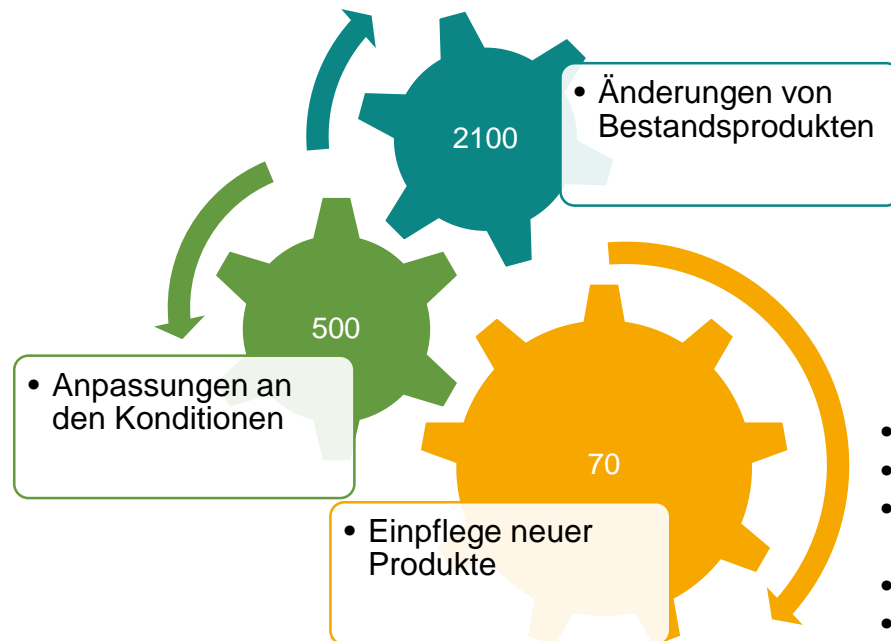 2100
• Änderungen von
Bestandsprodukten
500
• Anpassungen an
den Konditionen
70
• Einpflege neuer
Produkte
•
•
•
•
•